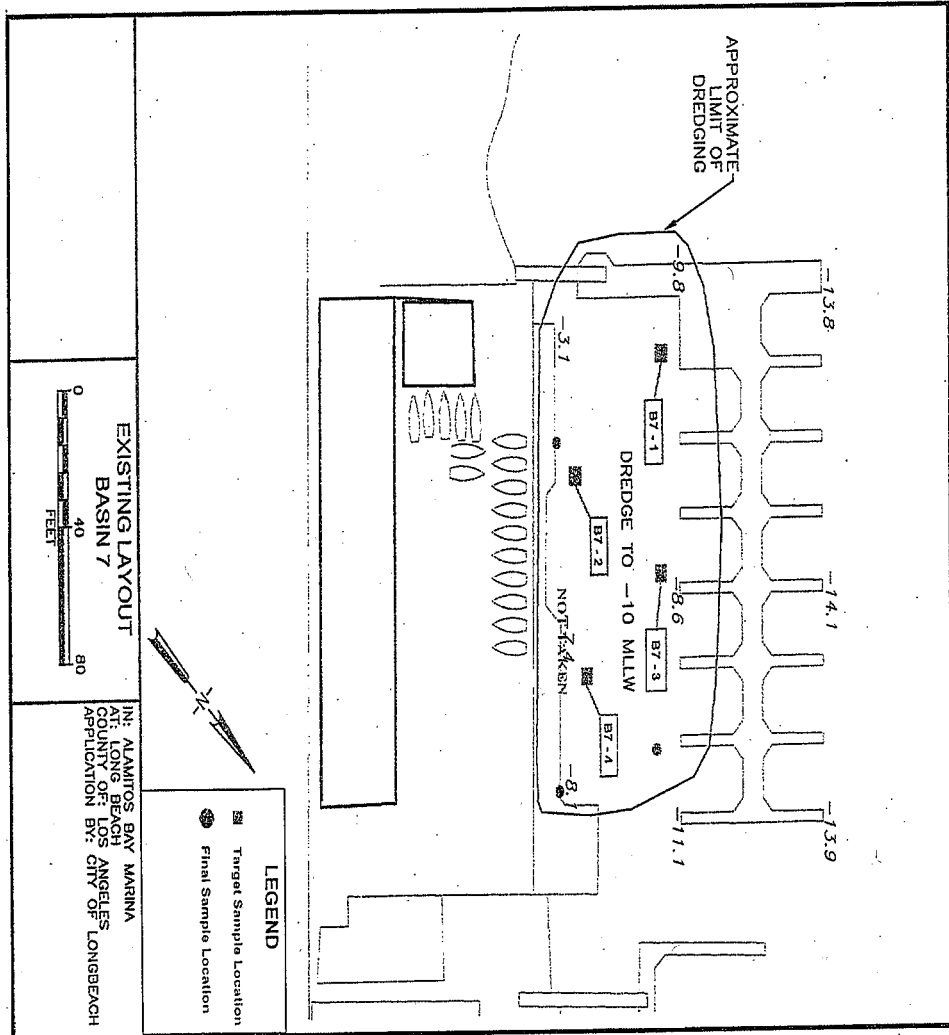 APPROXIMATE
LIMIT OF
DREDGING
-13.8
-9.8
-3.1
B7 - 1
B7 - 2
DREDGE TO -10 MLLW
-14.1
-8.6
B7 - 3
NOT TAKEN
B7 - 4
-8.1
-11.1
-13.9
LEGEND
Target Sample Location
Final Sample Location
N
0
40
80
FEET
EXISTING LAYOUT
BASIN 7
IN: ALAMITOS BAY MARINA
AT: LONG BEACH
COUNTY OF: LOS ANGELES
APPLICATION BY: CITY OF LONGBEACH